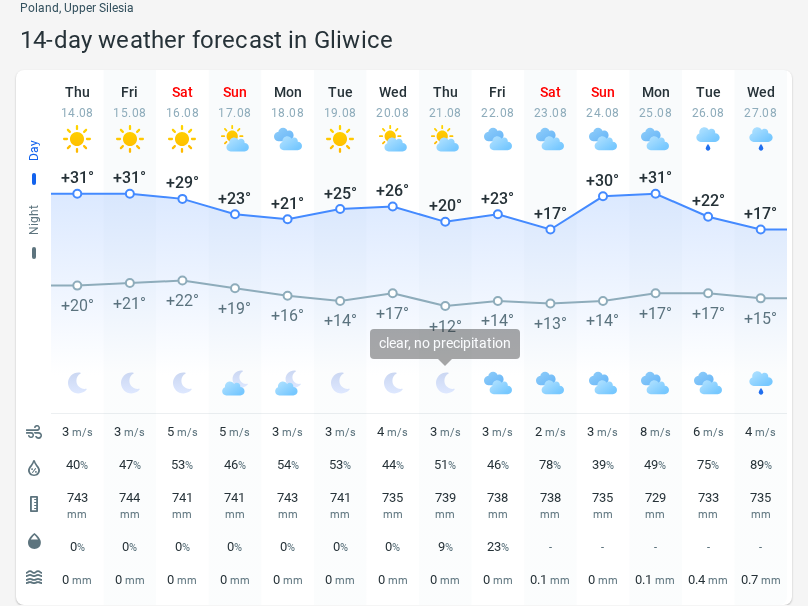 Poland, Upper Silesia
14-day weather forecast in Gliwice
Thu Fri Sat Sun Mon Tue Wed Thu Fri Sat Sun Mon Tue Wed
14.08 15.08 16.08 17.08 18.08 19.08 20.08 21.08 22.08 23.08 24.08 25.08 26.08 27.08
Day
+31° +31° +29° +23° +21° +25° +26° +20° +23° +17° +30° +31° +22° +17°
Night
+20° +21° +22° +19° +16° +14° +17° +12° +14° +13° +14° +17° +17° +15°
clear, no precipitation
3 m/s 3 m/s 5 m/s 5 m/s 3 m/s 3 m/s 4 m/s 3 m/s 3 m/s 2 m/s 3 m/s 8 m/s 6 m/s 4 m/s
40% 47% 53% 46% 54% 53% 44% 51% 46% 78% 39% 49% 75% 89%
743 744 741 741 743 741 735 739 738 738 735 729 733 735
mm mm mm mm mm mm mm mm mm mm mm mm mm mm
0% 0% 0% 0% 0% 0% 0% 9% 23% - - - - -
0 mm 0 mm 0 mm 0 mm 0 mm 0 mm 0 mm 0 mm 0 mm 0.1 mm 0 mm 0.1 mm 0.4 mm 0.7 mm